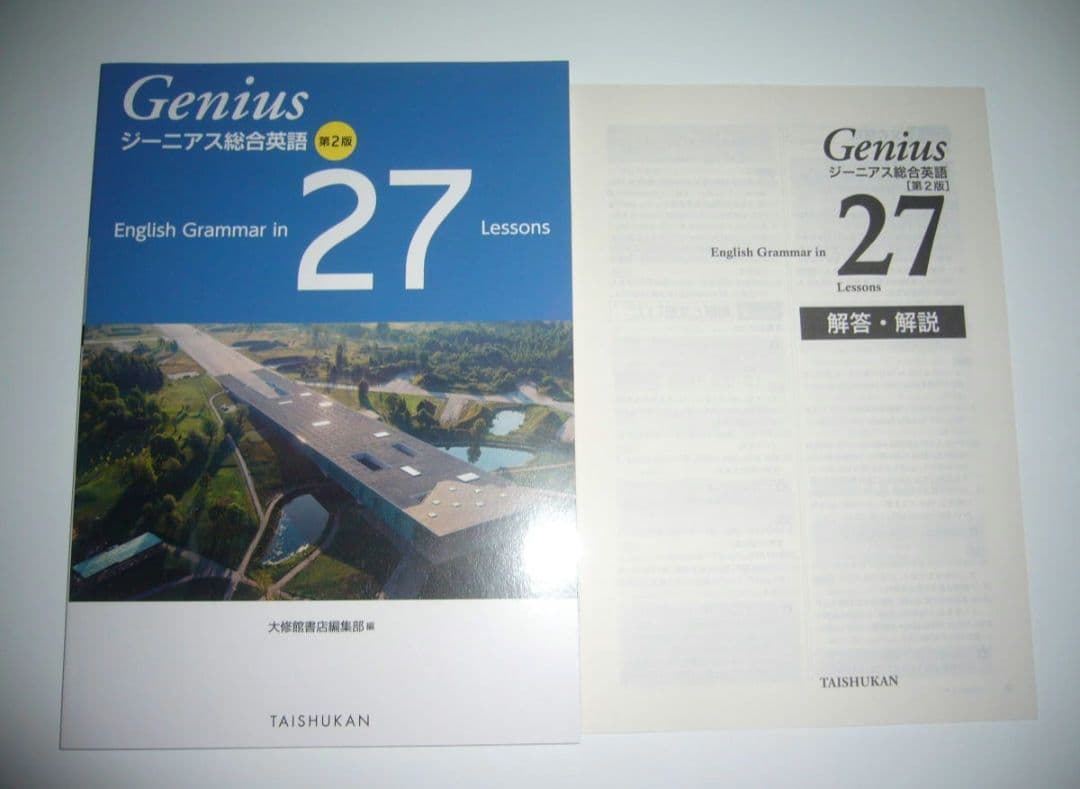 Genius
ジーニアス総合英語 第2版
English Grammar in 27 Lessons
大修館書店編集部 編
TAISHUKAN
Genius
ジーニアス総合英語
[第2版]
English Grammar in 27
Lessons
解答・解説
TAISHUKAN